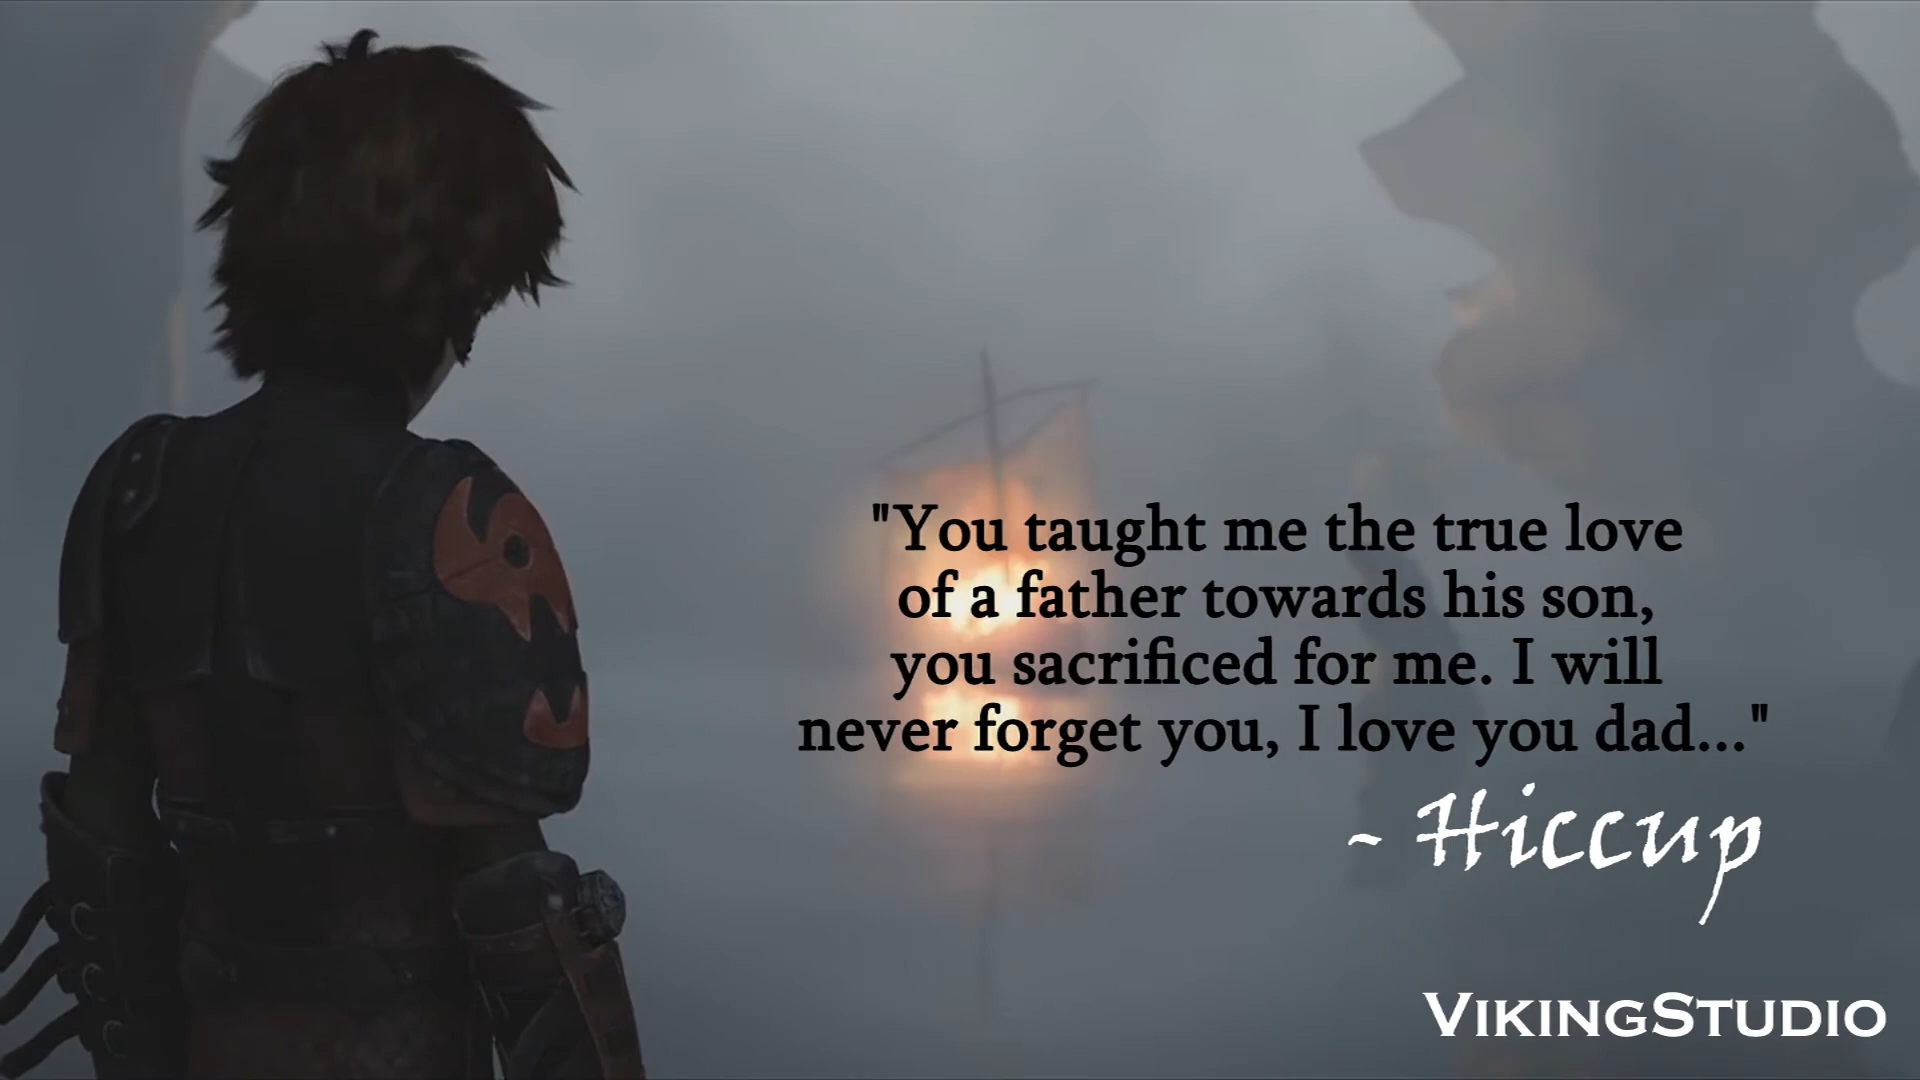 "You taught me the true love
of a father towards his son,
you sacrificed for me. I will
never forget you, I love you dad..."
~ Hiccup
VIKINGSTUDIO